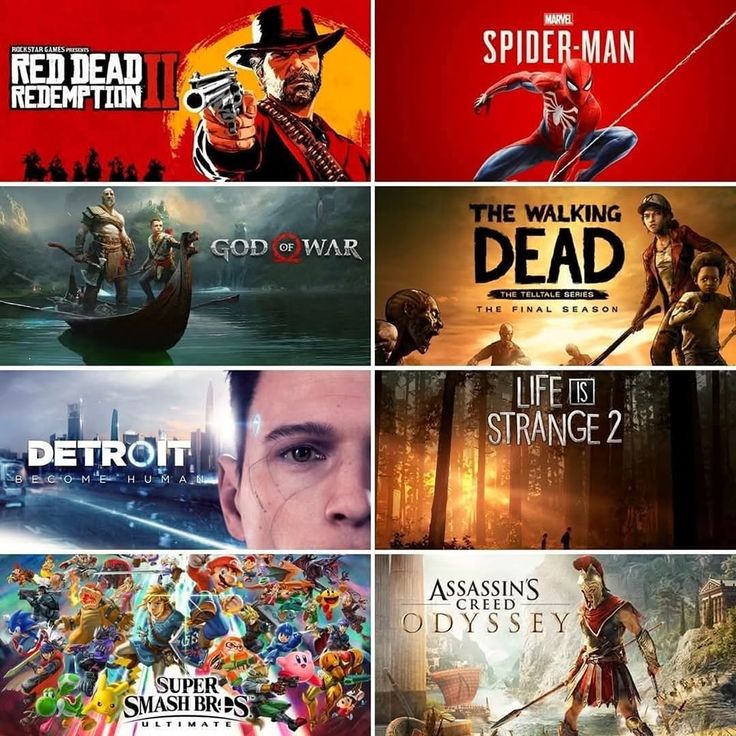 ROCKSTAR GAMES PRESENTS
RED DEAD
REDEMPTION II
MARVEL
SPIDER-MAN
GOD OF WAR
THE WALKING
DEAD
THE TELLTALE SERIES
THE FINAL SEASON
DETROIT
BECOME HUMAN
LIFE IS
STRANGE 2
SUPER
SMASH BROS.
ULTIMATE
ASSASSIN'S
CREED
ODYSSEY